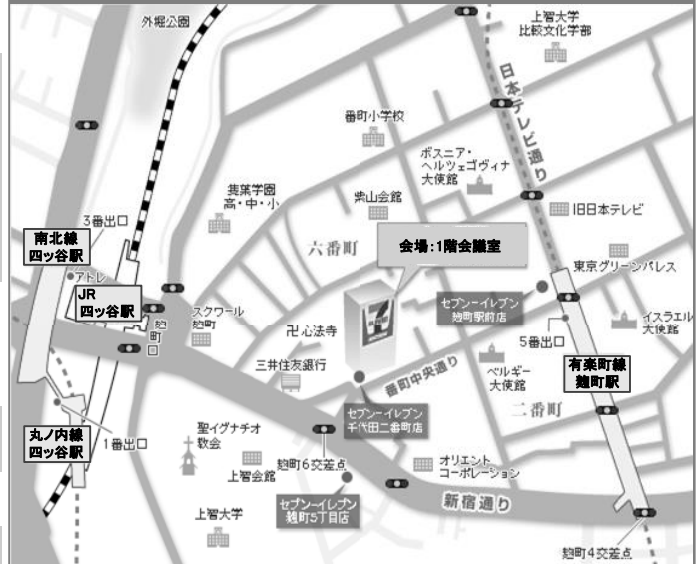 外堀公園
上智大学
比較文化学部
日本テレビ通り
番町小学校
ボスニア・
ヘルツェゴヴィナ
大使館
雙葉学園
高・中・小
紫山会館
旧日本テレビ
3番出口
南北線
四ッ谷駅
六番町
会場:1階会議室
東京グリーンパレス
アトレ
JR
四ッ谷駅
麹町口
スクワール
麹町
セブン-イレブン
麹町駅前店
卍心法寺
5番出口
イスラエル
大使館
三井住友銀行
番町中央通り
ベルギー
大使館
有楽町線
麹町駅
二番町
セブン-イレブン
千代田二番町店
丸ノ内線
四ッ谷駅
1番出口
聖イグナチオ
教会
上智会館
麹町6交差点
オリエント
コーポレーション
セブン-イレブン
麹町5丁目店
新宿通り
上智大学
麹町4交差点